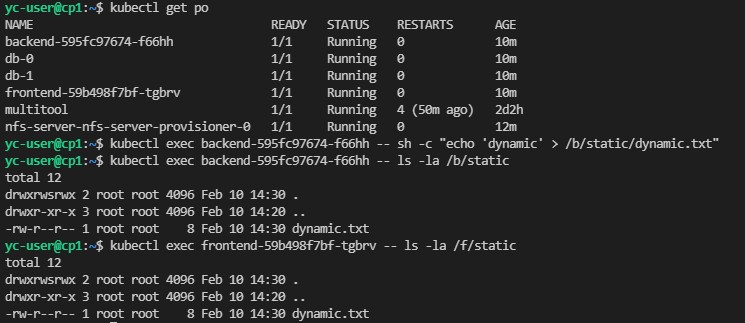 yc-user@cp1:~$ kubectl get po
NAME READY STATUS RESTARTS AGE
backend-595fc97674-f66hh 1/1 Running 0 10m
db-0 1/1 Running 0 10m
db-1 1/1 Running 0 10m
frontend-59b498f7bf-tgbrv 1/1 Running 0 10m
multitool 1/1 Running 4 (50m ago) 2d2h
nfs-server-nfs-server-provisioner-0 1/1 Running 0 12m
yc-user@cp1:~$ kubectl exec backend-595fc97674-f66hh -- sh -c "echo 'dynamic' > /b/static/dynamic.txt"
yc-user@cp1:~$ kubectl exec backend-595fc97674-f66hh -- ls -la /b/static
total 12
drwxrwsrwx 2 root root 4096 Feb 10 14:30 .
drwxr-xr-x 3 root root 4096 Feb 10 14:20 ..
-rw-r--r-- 1 root root 8 Feb 10 14:30 dynamic.txt
yc-user@cp1:~$ kubectl exec frontend-59b498f7bf-tgbrv -- ls -la /f/static
total 12
drwxrwsrwx 2 root root 4096 Feb 10 14:30 .
drwxr-xr-x 3 root root 4096 Feb 10 14:20 ..
-rw-r--r-- 1 root root 8 Feb 10 14:30 dynamic.txt